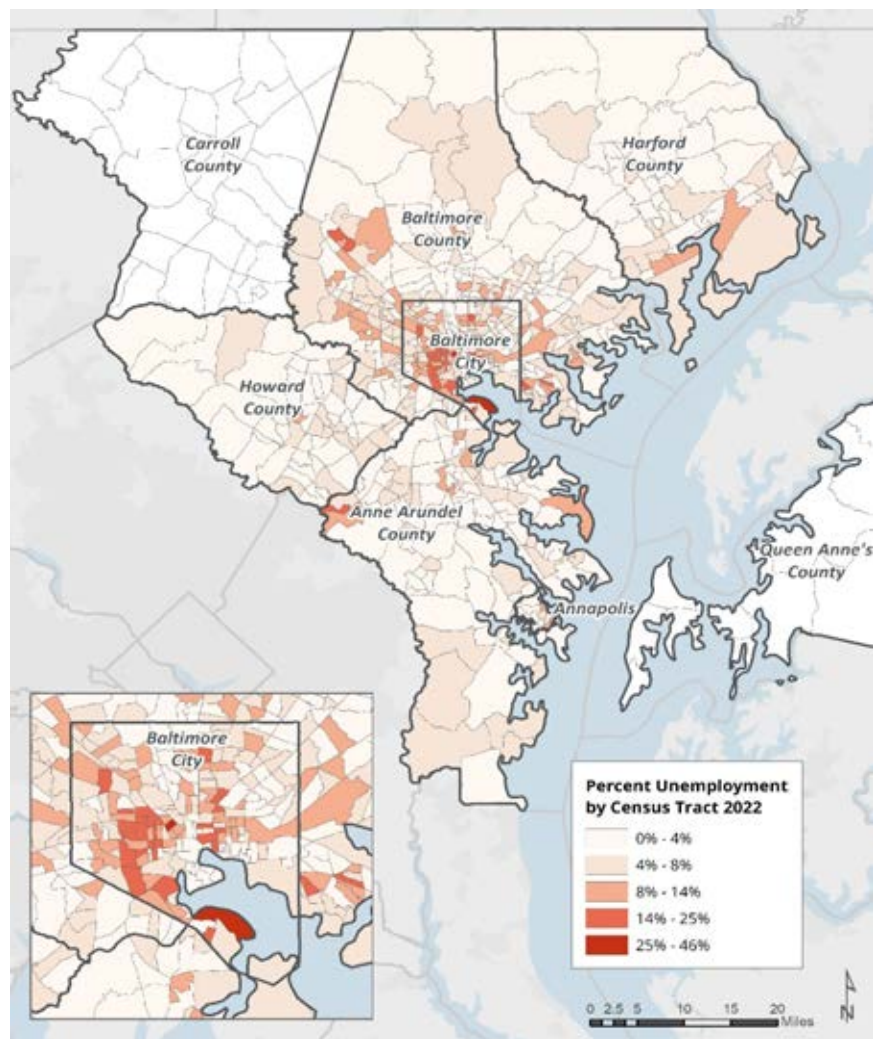 Carroll
County
Harford
County
Baltimore
County
Baltimore
City
Howard
County
Anne Arundel
County
Queen Anne's
County
Annapolis
Baltimore
City
Percent Unemployment
by Census Tract 2022
0% - 4%
4% - 8%
8% - 14%
14% - 25%
25% - 46%
N
0 2.5 5 10 15 20
Miles